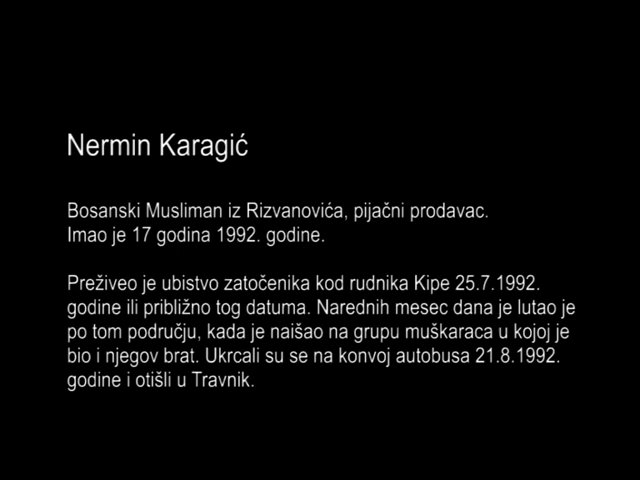 Nermin Karagić
Bosanski Musliman iz Rizvanovića, pijačni prodavac.
Imao je 17 godina 1992. godine.
Preživeo je ubistvo zatočenika kod rudnika Kipe 25.7.1992.
godine ili približno tog datuma. Narednih mesec dana je lutao je
po tom području, kada je naišao na grupu muškaraca u kojoj je
bio i njegov brat. Ukrcali su se na konvoj autobusa 21.8.1992.
godine i otišli u Travnik.